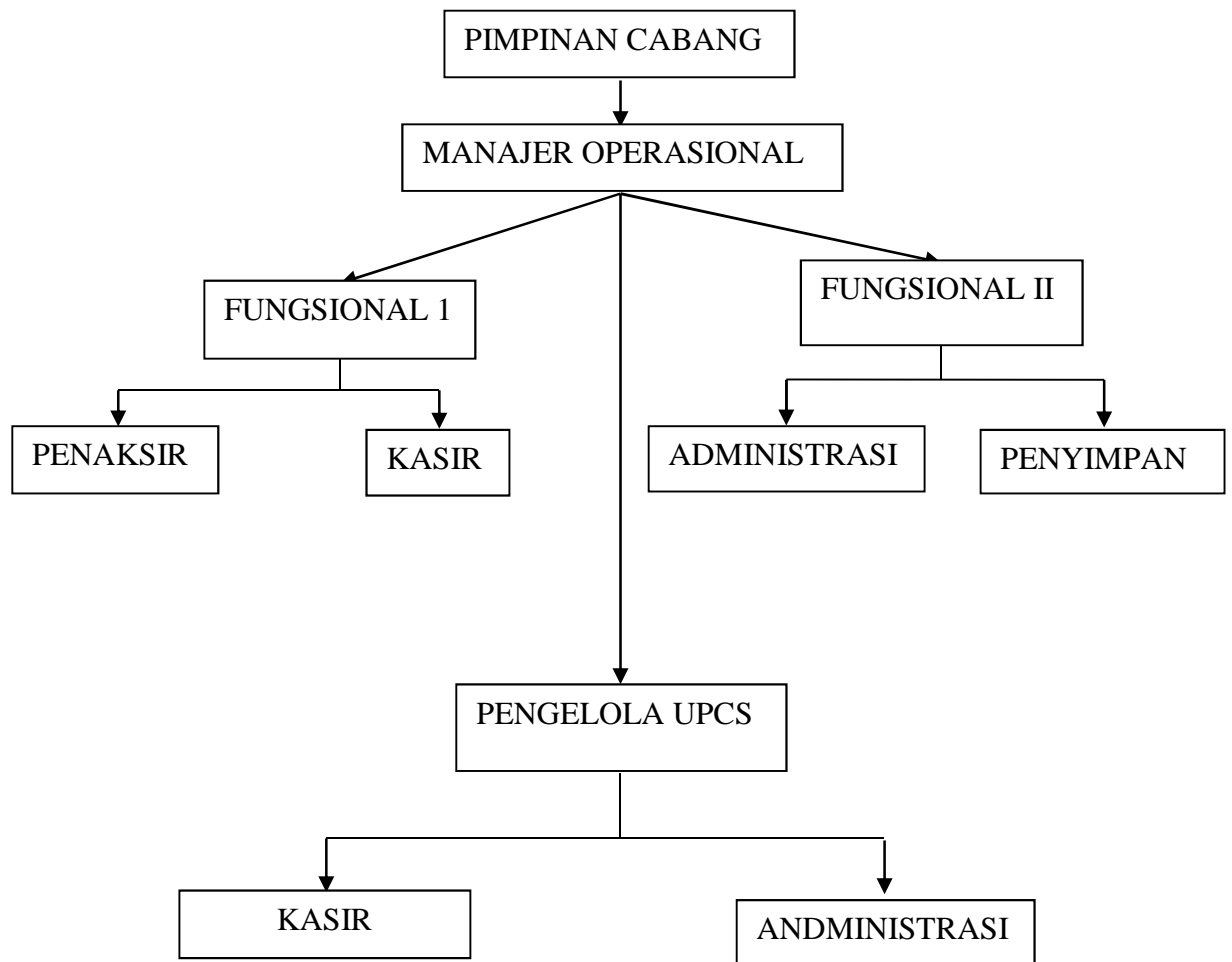 PIMPINAN CABANG
MANAJER OPERASIONAL
FUNGSIONAL 1
FUNGSIONAL II
PENAKSIR
KASIR
ADMINISTRASI
PENYIMPAN
PENGELOLA UPCS
KASIR
ANDMINISTRASI